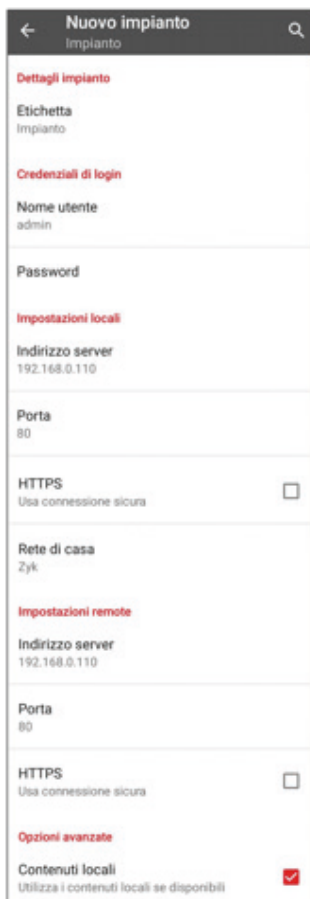 Nuovo impianto
Impianto
Dettagli impianto
Etichetta
Impianto
Credenziali di login
Nome utente
admin
Password
Impostazioni locali
Indirizzo server
192.168.0.110
Porta
80
HTTPS
Usa connessione sicura
Rete di casa
Zyk
Impostazioni remote
Indirizzo server
192.168.0.110
Porta
80
HTTPS
Usa connessione sicura
Opzioni avanzate
Contenuti locali
Utilizza i contenuti locali se disponibili